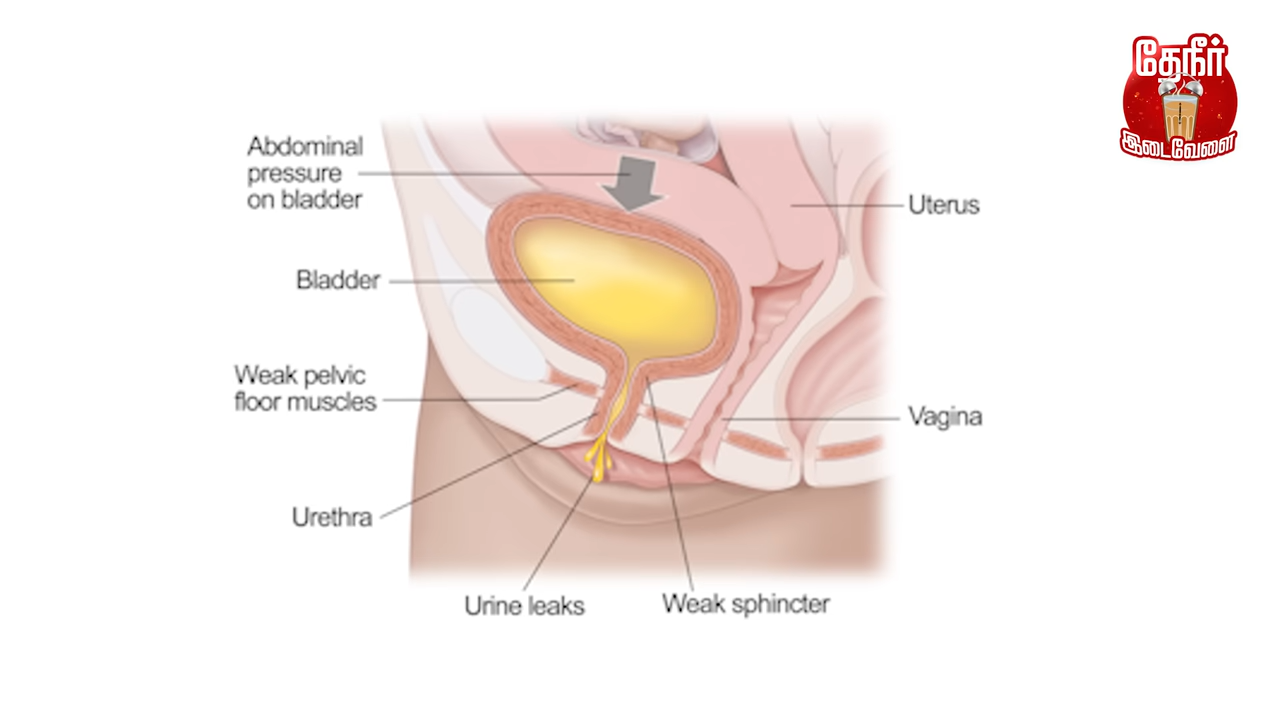 தேநீர்
இடைவேளை
Abdominal
pressure
on bladder
Uterus
Bladder
Weak pelvic
floor muscles
Vagina
Urethra
Urine leaks
Weak sphincter